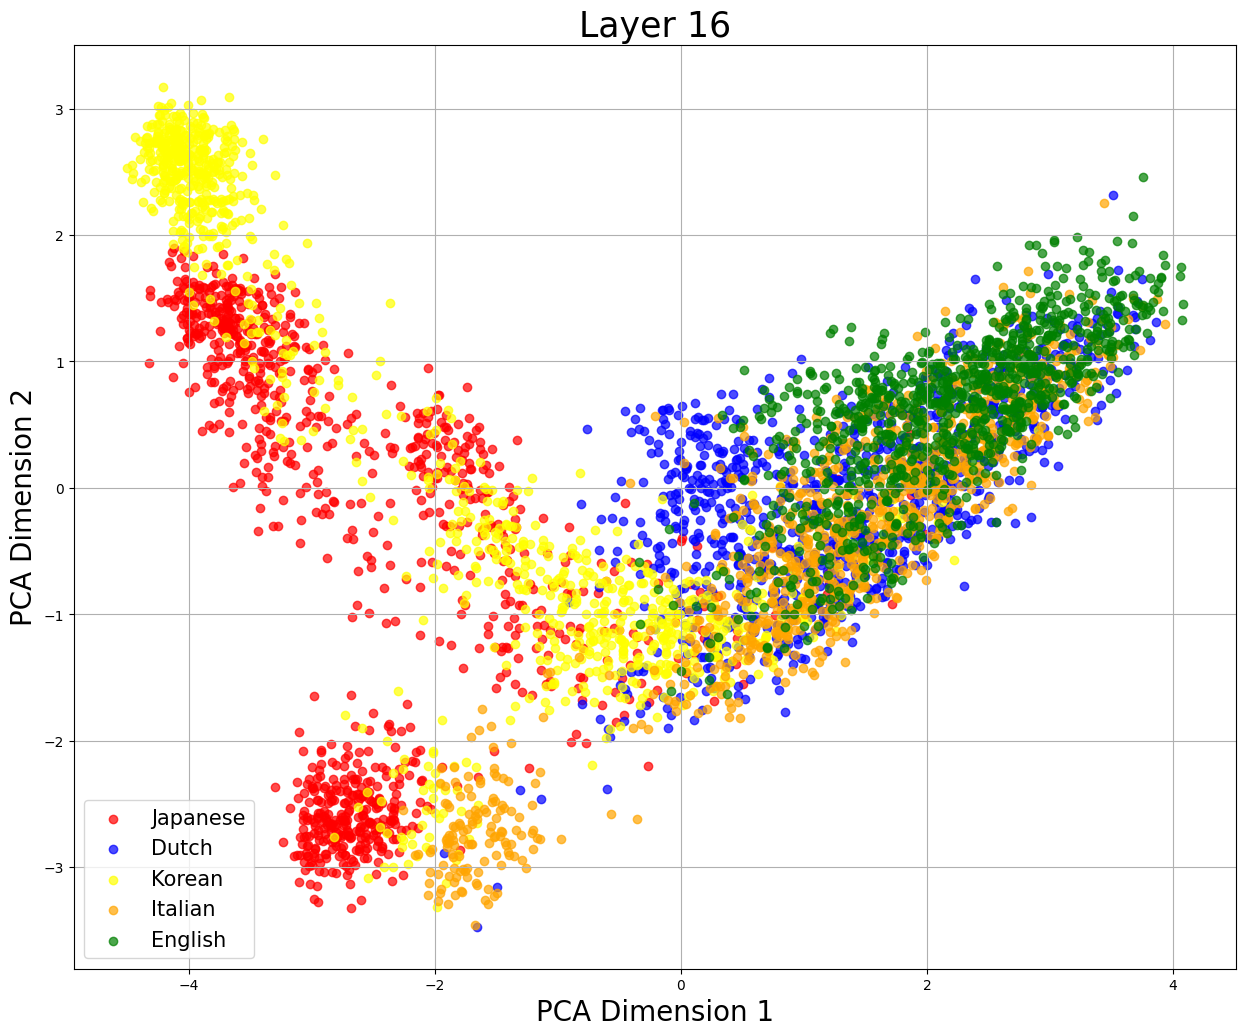 Layer 16
PCA Dimension 2
3
2
1
0
−1
−2
−3
Japanese
Dutch
Korean
Italian
English
−4
−2
0
2
4
PCA Dimension 1